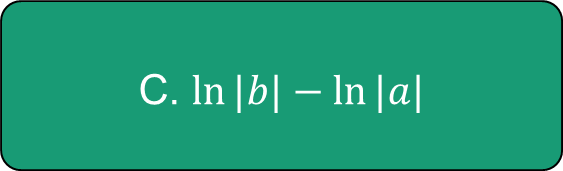 C. ln |b| − ln |a|